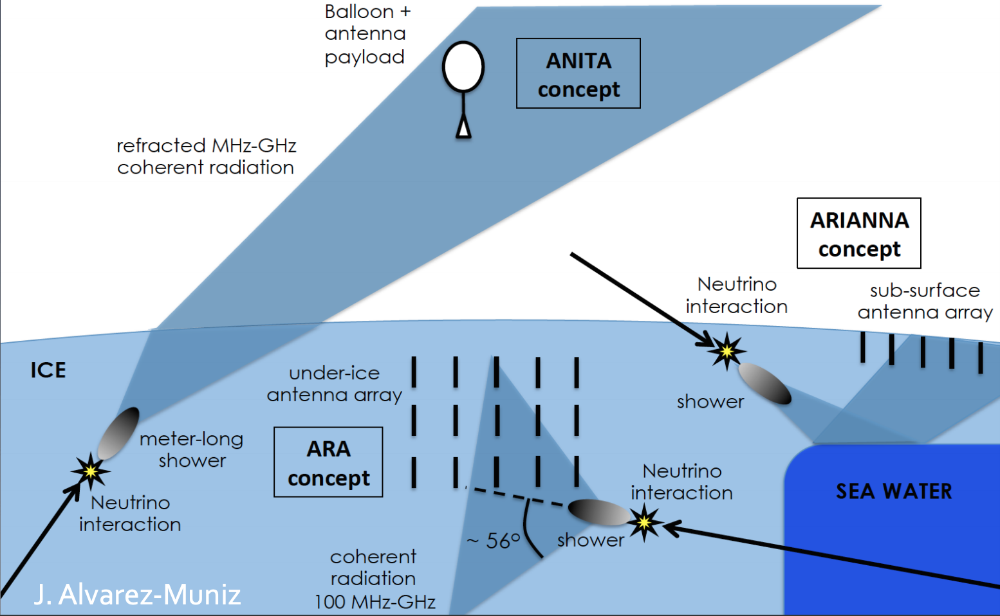 Balloon +
antenna
payload
ANITA
concept
refracted MHz-GHz
coherent radiation
ARIANNA
concept
Neutrino
interaction
sub-surface
antenna array
ICE
under-ice
antenna array
shower
meter-long
shower
ARA
concept
Neutrino
interaction
SEA WATER
Neutrino
interaction
~ 56°
shower
coherent
radiation
100 MHz-GHz
J. Alvarez-Muniz